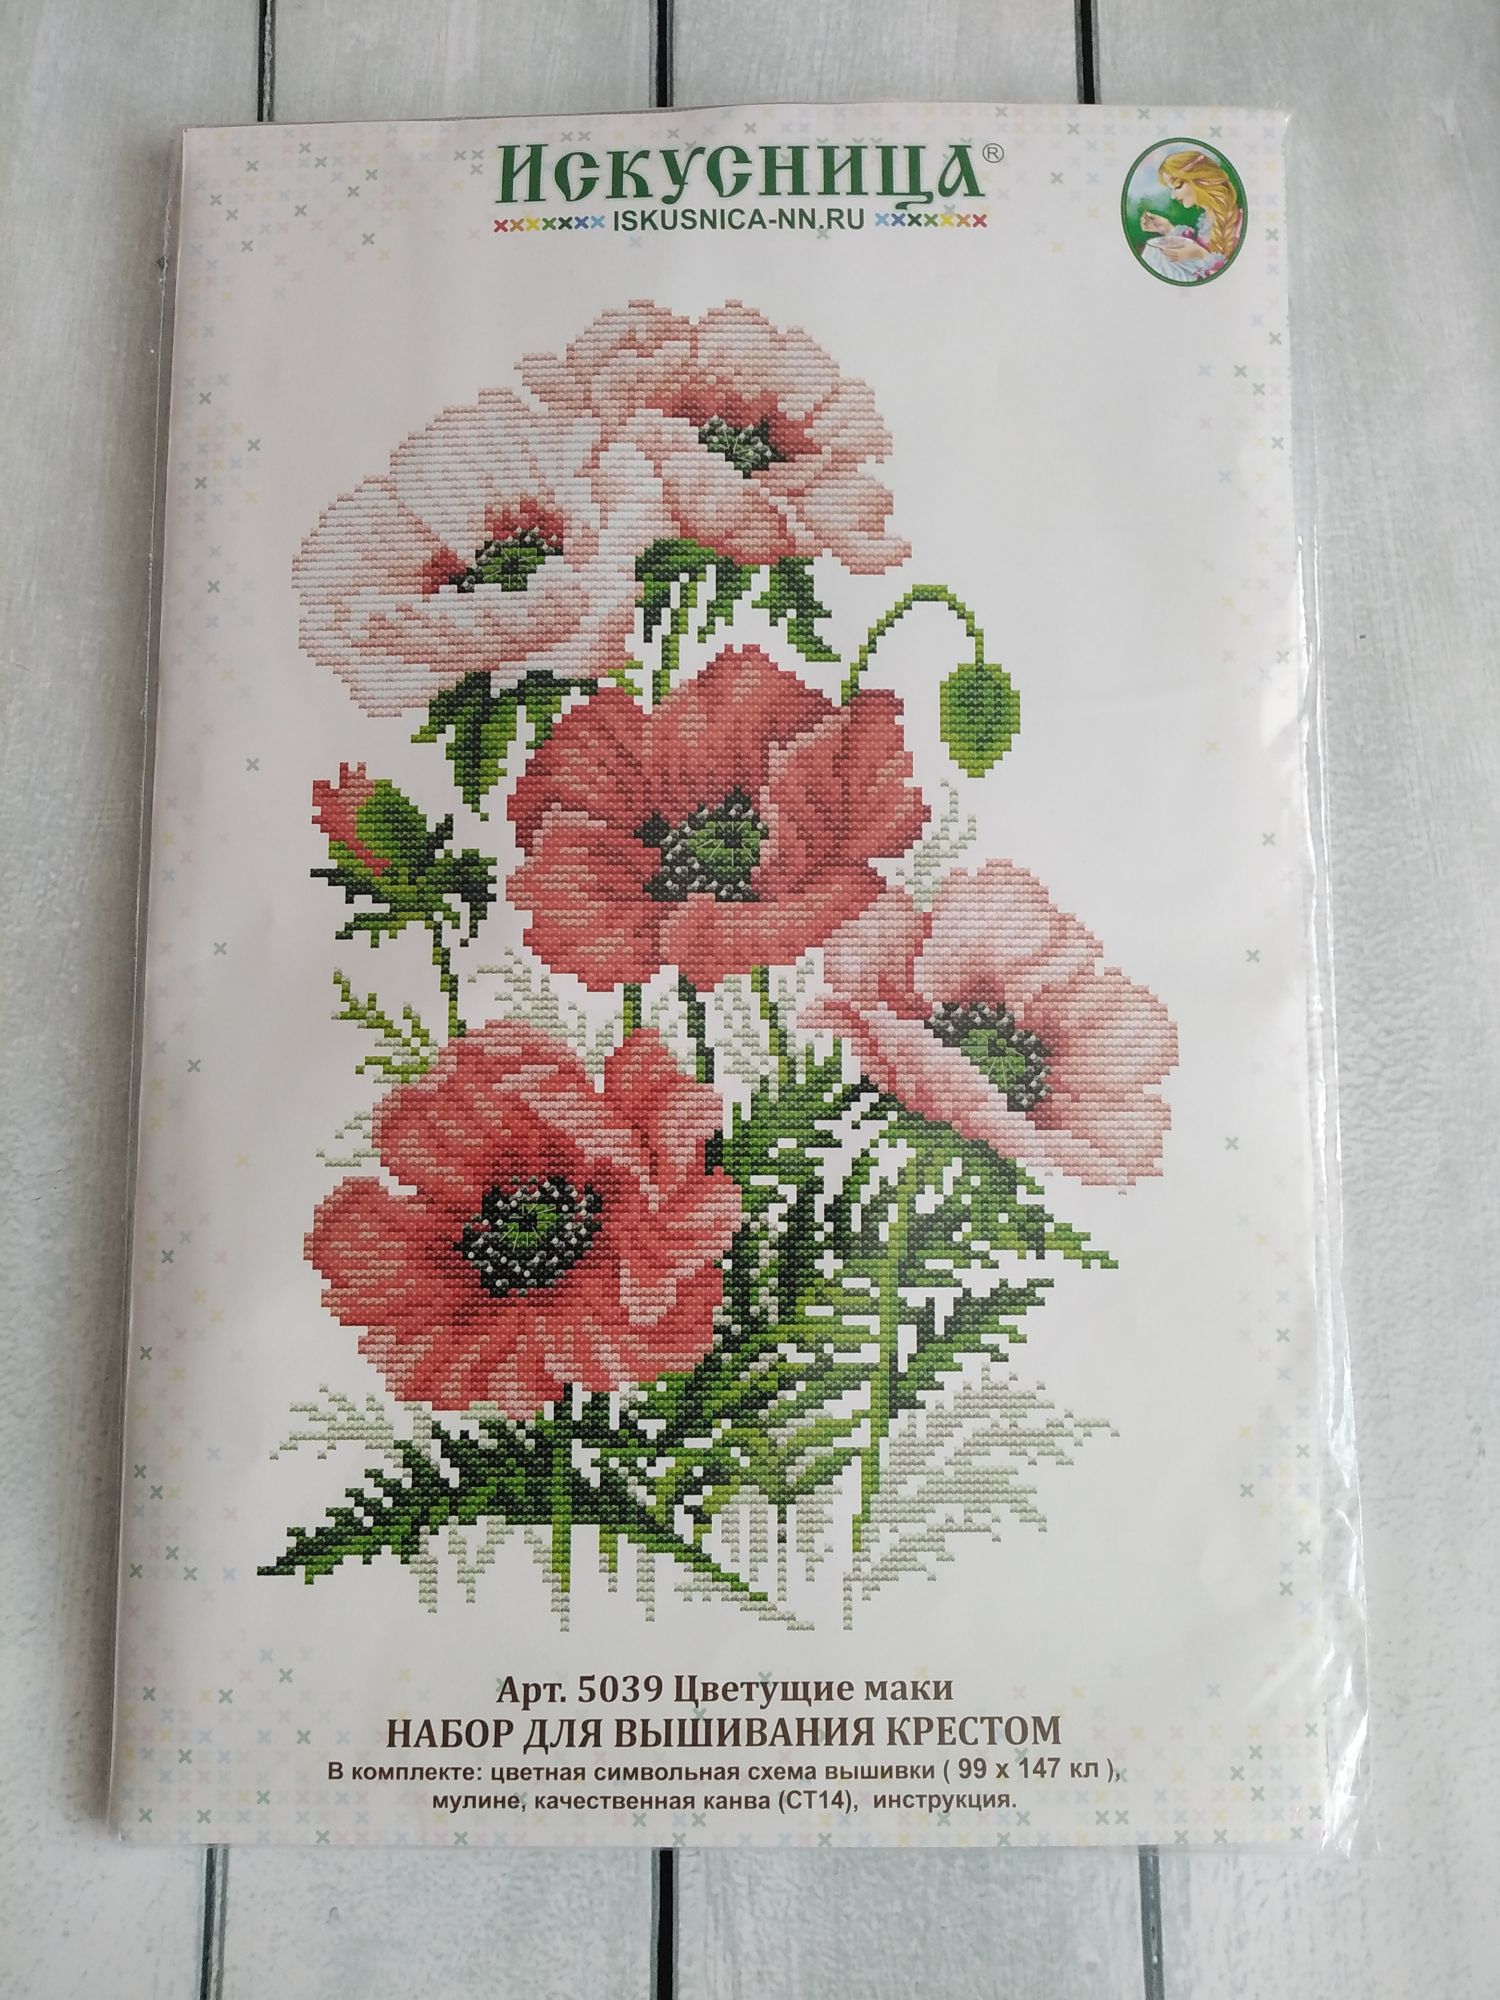 Искусница®
ISKUSNICA-NN.RU
Арт. 5039 Цветущие маки
НАБОР ДЛЯ ВЫШИВАНИЯ КРЕСТОМ
В комплекте: цветная символьная схема вышивки ( 99 х 147 кл ),
мулине, качественная канва (СТ14), инструкция.